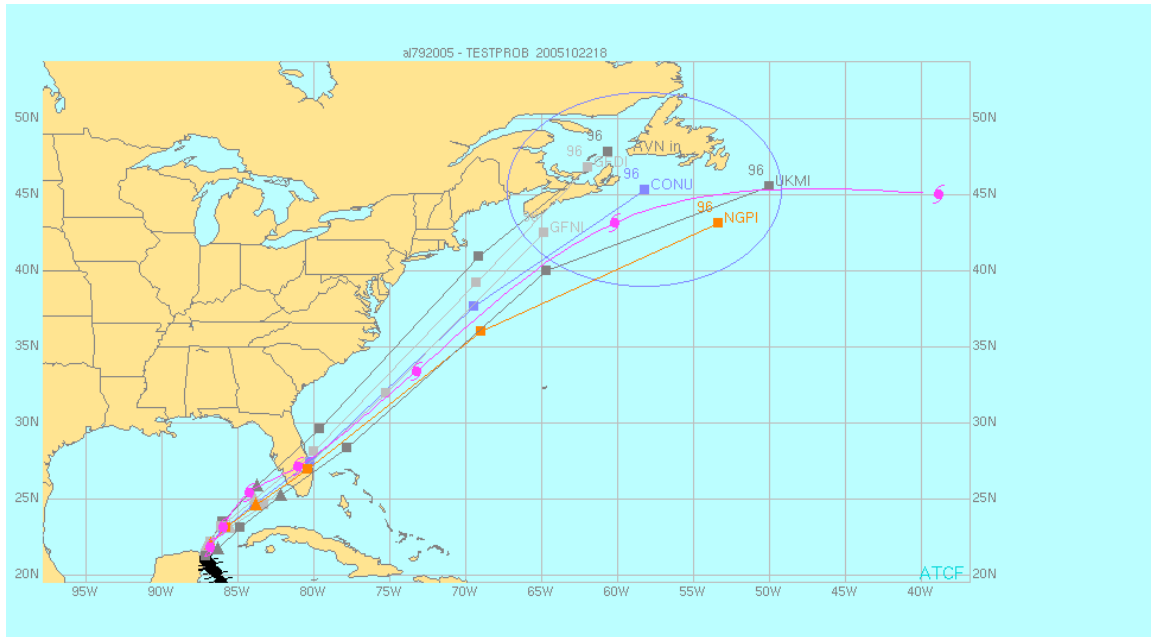 al792005 - TESTPROB 2005102218
50N 50N
96
AVN in
96 GFDI
96 UKMI
96 CONU
45N 45N
96 NGPI
GFNI
40N 40N
35N 35N
30N 30N
25N 25N
20N ATCF 20N
95W 90W 85W 80W 75W 70W 65W 60W 55W 50W 45W 40W